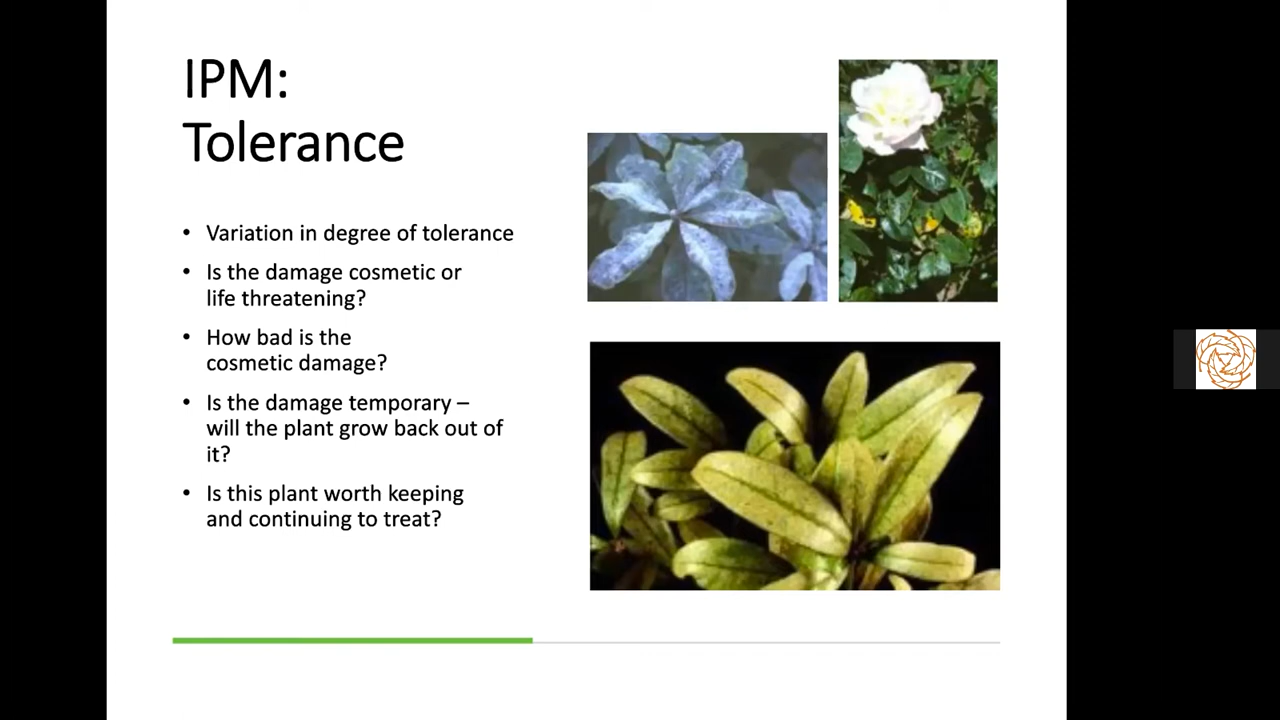 IPM:
Tolerance
• Variation in degree of tolerance
• Is the damage cosmetic or
life threatening?
• How bad is the
cosmetic damage?
• Is the damage temporary –
will the plant grow back out of
it?
• Is this plant worth keeping
and continuing to treat?